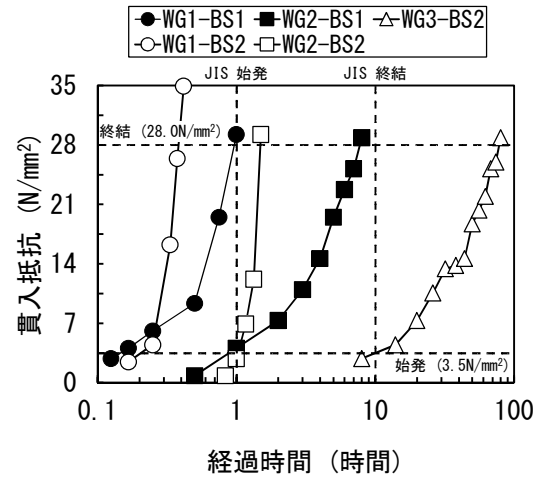 WG1-BS1 WG2-BS1 WG3-BS2
WG1-BS2 WG2-BS2
JIS 始発 JIS 終結
35
28
21
14
7
0
終結 (28.0N/mm²)
始発 (3.5N/mm²)
貫入抵抗 (N/mm²)
0.1 1 10 100
経過時間 (時間)